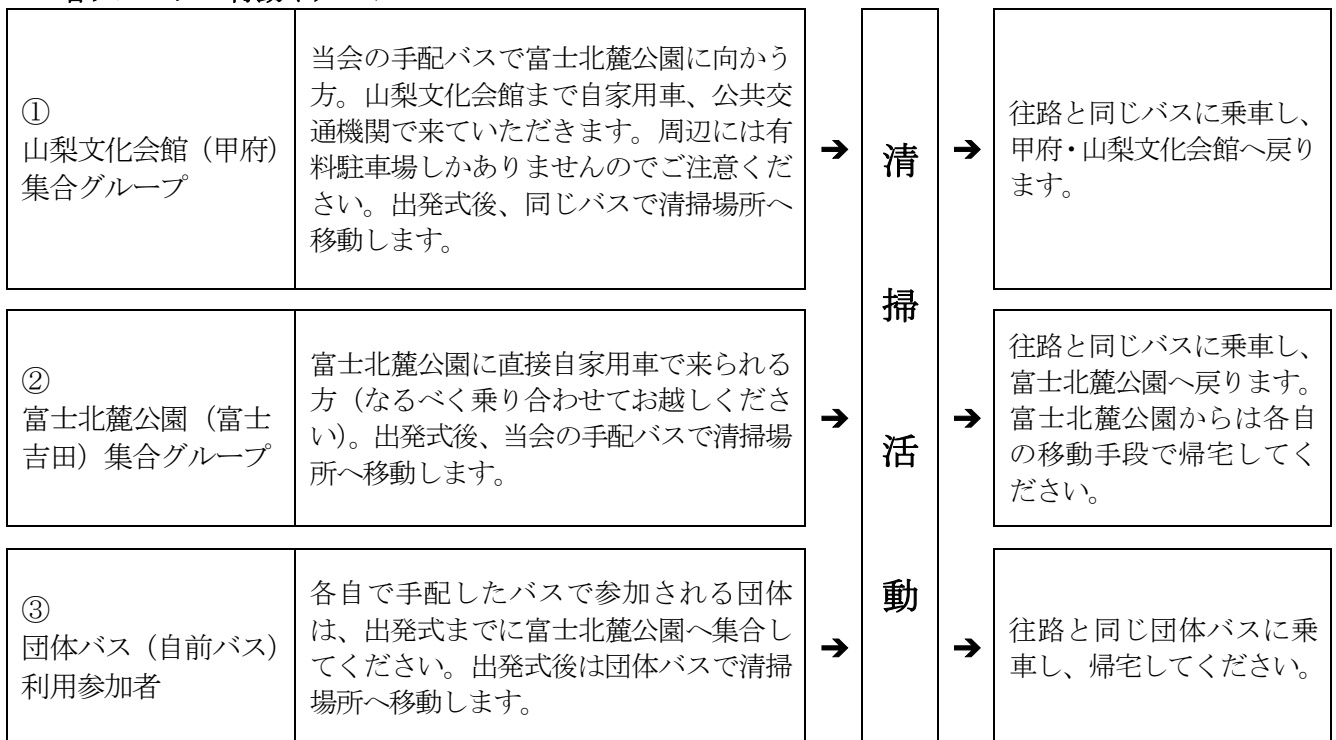 ①
山梨文化会館（甲府）
集合グループ
当会の手配バスで富士北麓公園に向かう
方。山梨文化会館まで自家用車、公共交
通機関で来ていただきます。周辺には有
料駐車場しかありませんのでご注意くだ
さい。出発式後、同じバスで清掃場所へ
移動します。
➔
清
掃
活
動
➔
往路と同じバスに乗車し、
甲府・山梨文化会館へ戻り
ます。
②
富士北麓公園（富士
吉田）集合グループ
富士北麓公園に直接自家用車で来られる
方（なるべく乗り合わせてお越しくださ
い）。出発式後、当会の手配バスで清掃場
所へ移動します。
➔
➔
往路と同じバスに乗車し、
富士北麓公園へ戻ります。
富士北麓公園からは各自
の移動手段で帰宅してく
ださい。
③
団体バス（自前バス）
利用参加者
各自で手配したバスで参加される団体
は、出発式までに富士北麓公園へ集合し
てください。出発式後は団体バスで清掃
場所へ移動します。
➔
➔
往路と同じ団体バスに乗
車し、帰宅してください。